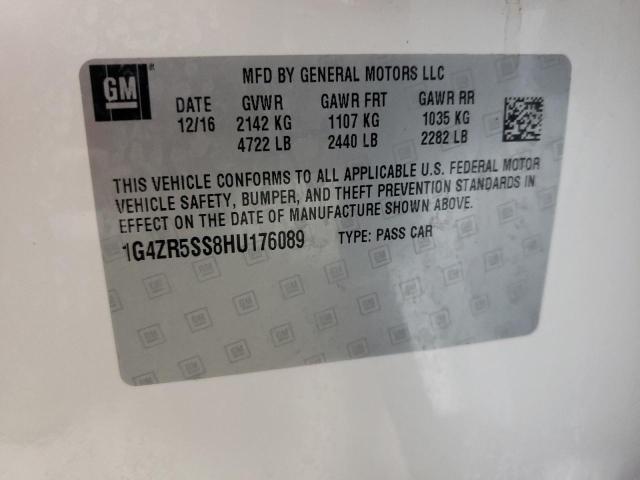 GM
MFD BY GENERAL MOTORS LLC
DATE GVWR GAWR FRT GAWR RR
12/16 2142 KG 1107 KG 1035 KG
4722 LB 2440 LB 2282 LB
THIS VEHICLE CONFORMS TO ALL APPLICABLE U.S. FEDERAL MOTOR
VEHICLE SAFETY, BUMPER, AND THEFT PREVENTION STANDARDS IN
EFFECT ON THE DATE OF MANUFACTURE SHOWN ABOVE.
1G4ZR5SS8HU176089 TYPE: PASS CAR